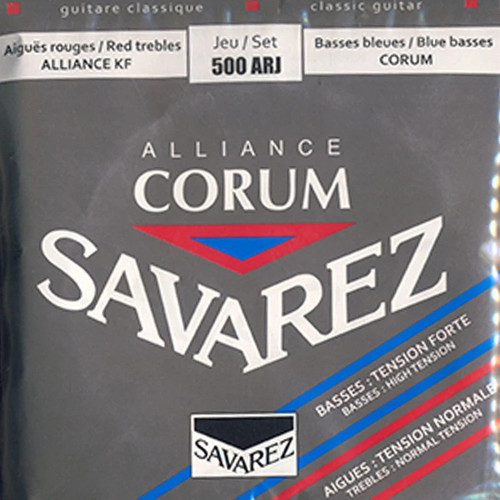 guitare classique
classic guitar
Aiguës rouges / Red trebles
ALLIANCE KF
Jeu / Set
500 ARJ
Basses bleues / Blue basses
CORUM
ALLIANCE
CORUM
SAVAREZ
BASSES : TENSION FORTE
BASSES : HIGH TENSION
AIGUES : TENSION NORMALE
TREBLES : NORMAL TENSION
SAVAREZ